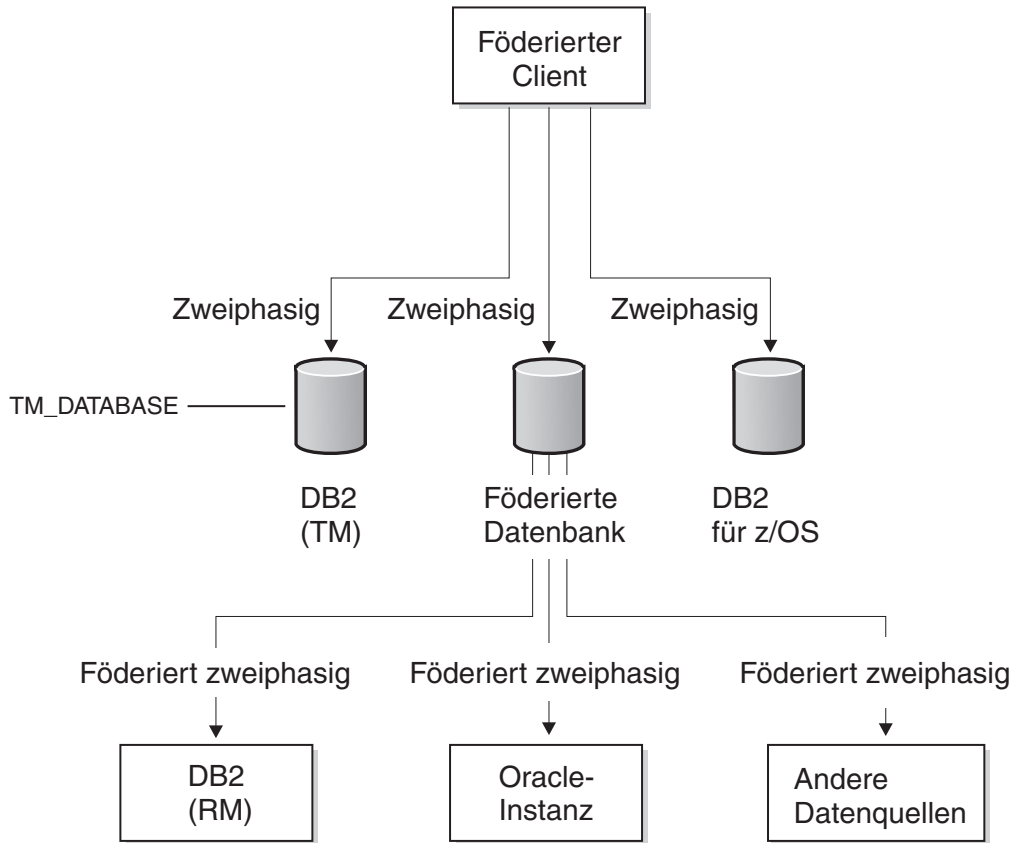 Föderierter
Client
Zweiphasig
Zweiphasig
Zweiphasig
TM_DATABASE
DB2
(TM)
Föderierte
Datenbank
DB2
für z/OS
Föderiert zweiphasig
Föderiert zweiphasig
Föderiert zweiphasig
DB2
(RM)
Oracle-
Instanz
Andere
Datenquellen